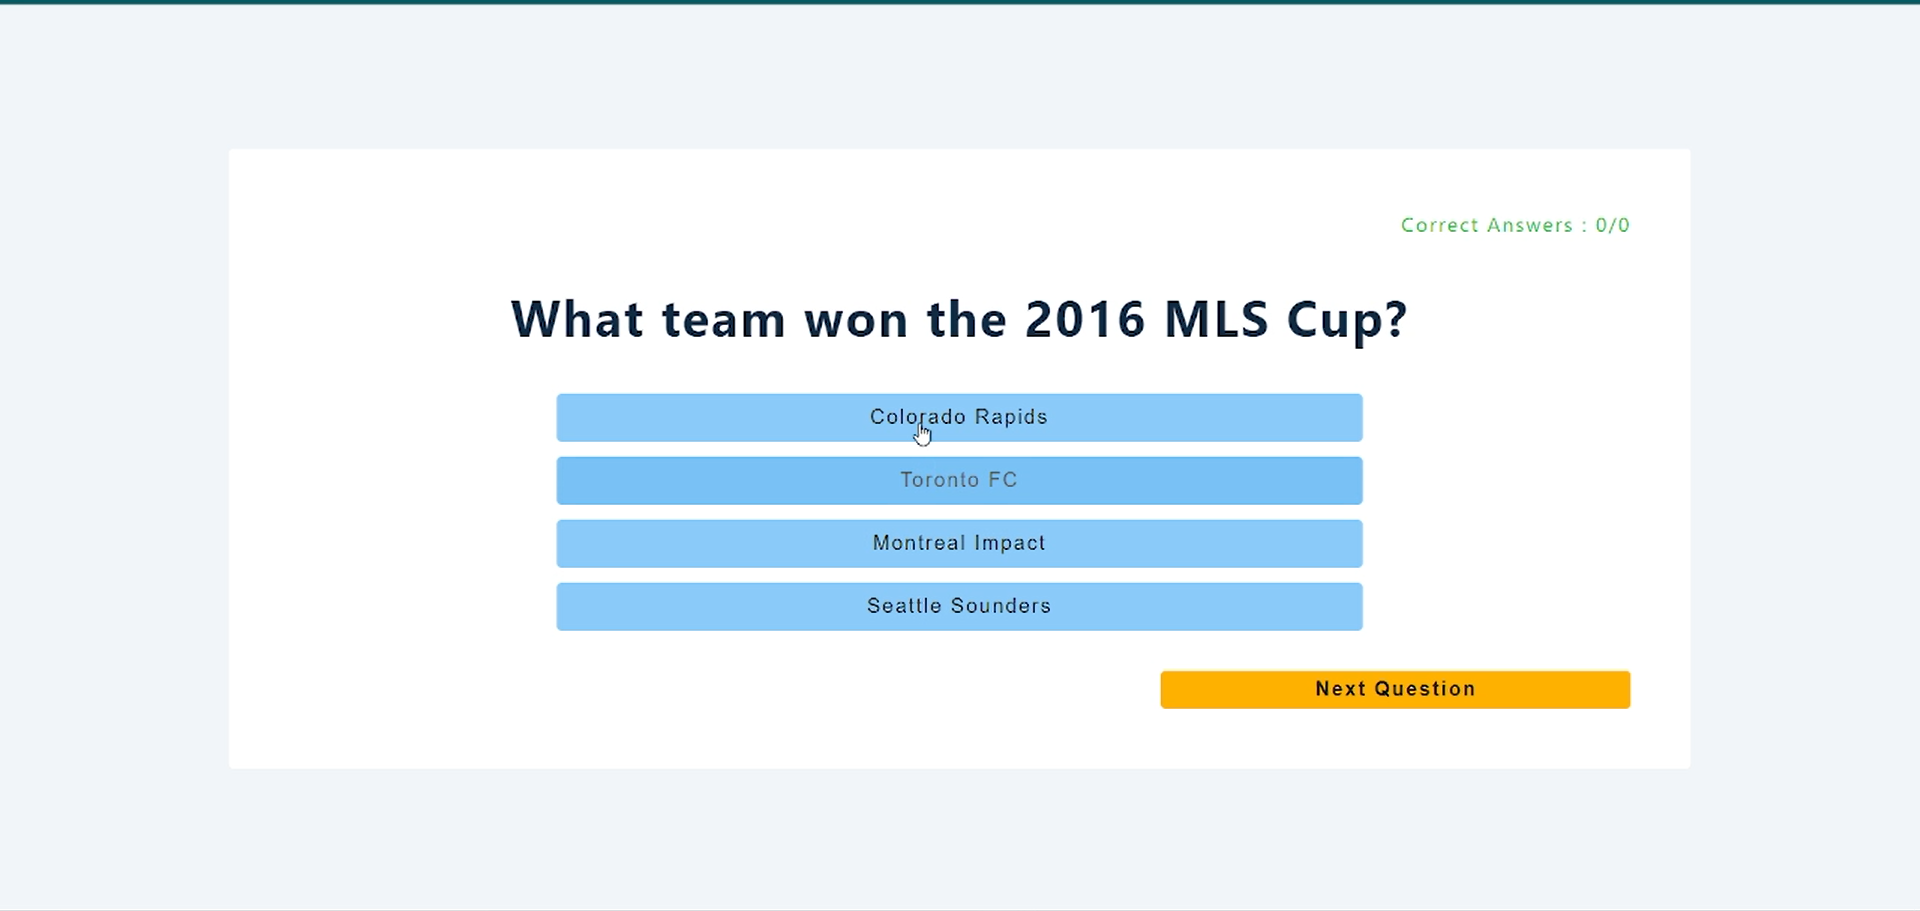 Correct Answers : 0/0
What team won the 2016 MLS Cup?
Colorado Rapids
Toronto FC
Montreal Impact
Seattle Sounders
Next Question